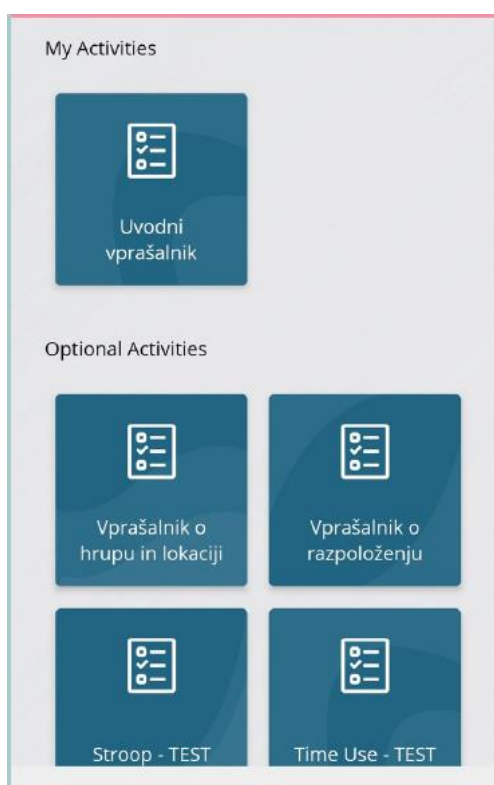 My Activities
Uvodni
vprašalnik
Optional Activities
Vprašalnik o
hrupu in lokaciji
Vprašalnik o
razpoloženju
Stroop - TEST
Time Use - TEST